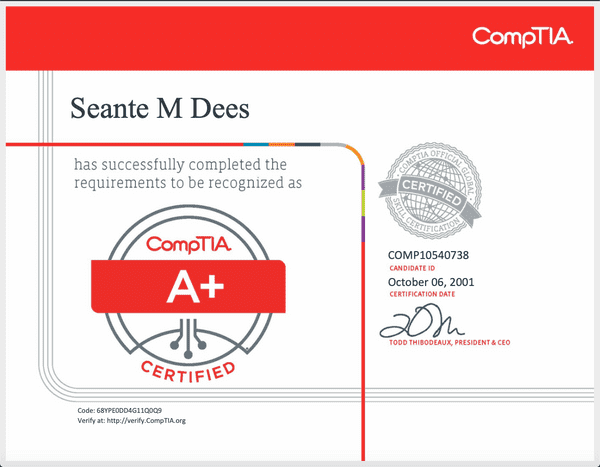 CompTIA.
Seante M Dees
has successfully completed the
requirements to be recognized as
COMPTIA OFFICIAL GLOBAL
CERTIFIED
SKILL CERTIFICATION
CompTIA.
A+
CERTIFIED
COMP10540738
CANDIDATE ID
October 06, 2001
CERTIFICATION DATE
TODD THIBODEAUX, PRESIDENT & CEO
Code: 68YPE0DD4G11Q0Q9
Verify at: http://verify.CompTIA.org